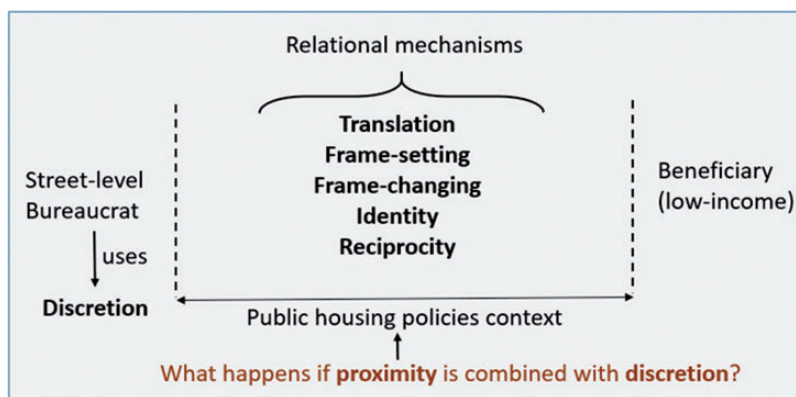 Relational mechanisms
Translation
Frame-setting
Frame-changing
Identity
Reciprocity
Street-level
Bureaucrat
uses
Discretion
Beneficiary
(low-income)
Public housing policies context
What happens if proximity is combined with discretion?